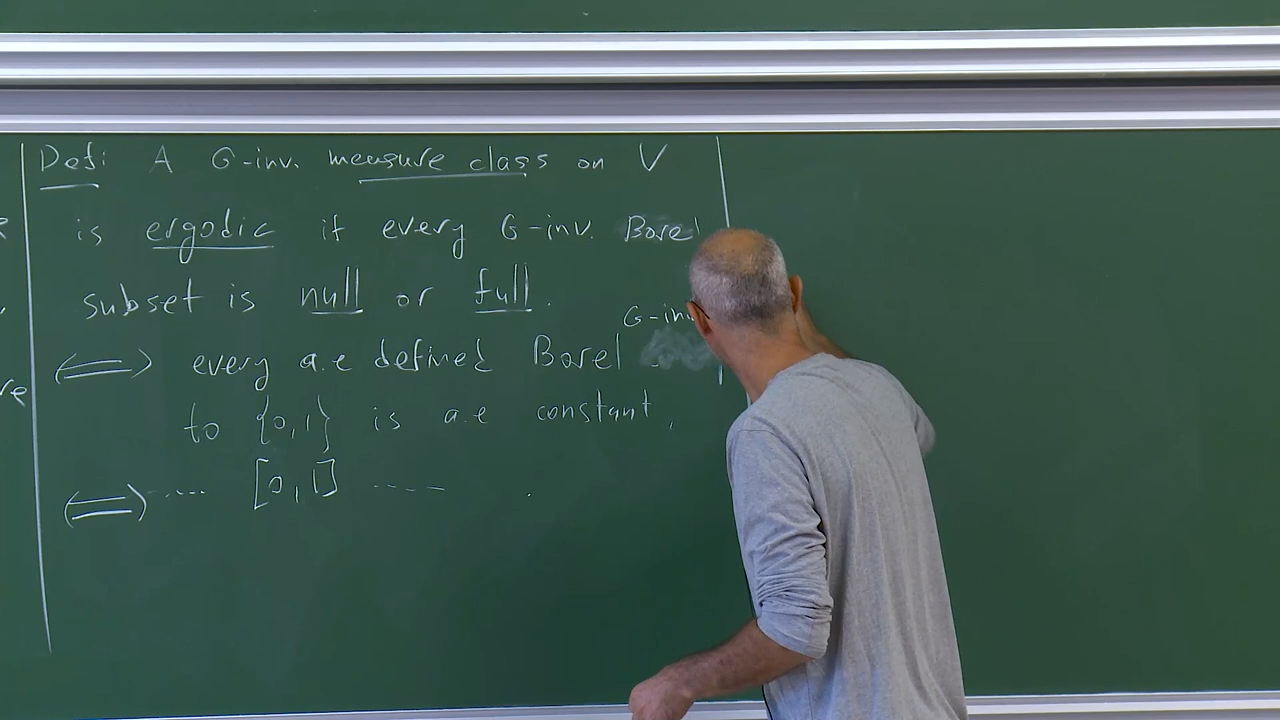 Def: A G-inv. measure class on V
is ergodic if every G-inv. Borel
subset is null or full.
G-inv
⟺ every a.e defined Borel
to {0,1} is a.e constant,
⟺ .... [0,1] ---- .